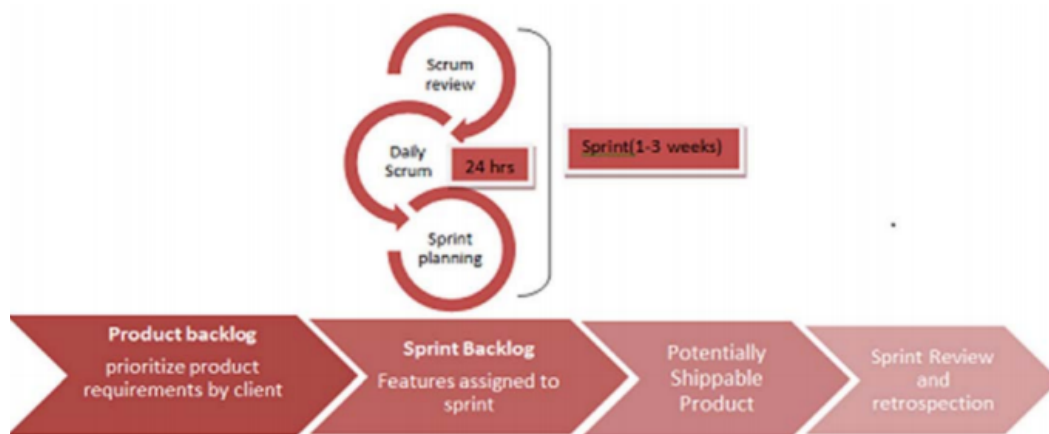 Scrum
review
Daily
Scrum
24 hrs
Sprint(1-3 weeks)
Sprint
planning
Product backlog
prioritize product
requirements by client
Sprint Backlog
Features assigned to
sprint
Potentially
Shippable
Product
Sprint Review
and
retrospection